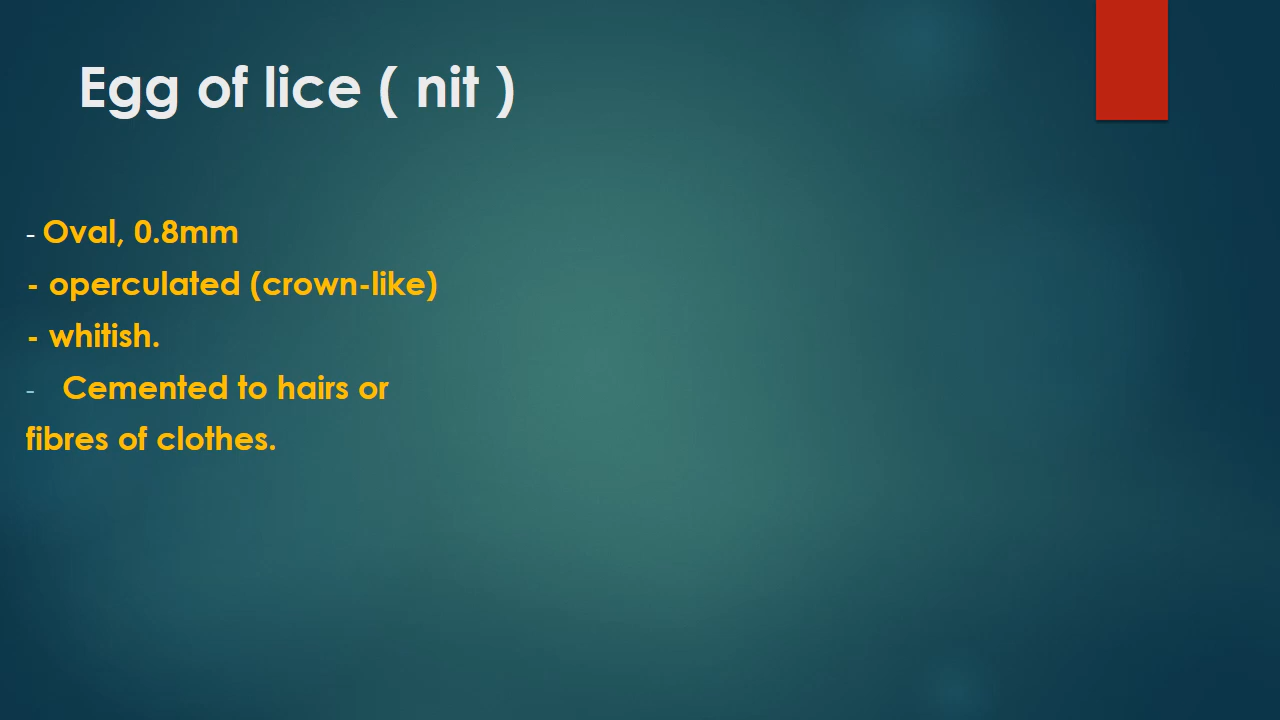 Egg of lice ( nit )
- Oval, 0.8mm
- operculated (crown-like)
- whitish.
- Cemented to hairs or
fibres of clothes.